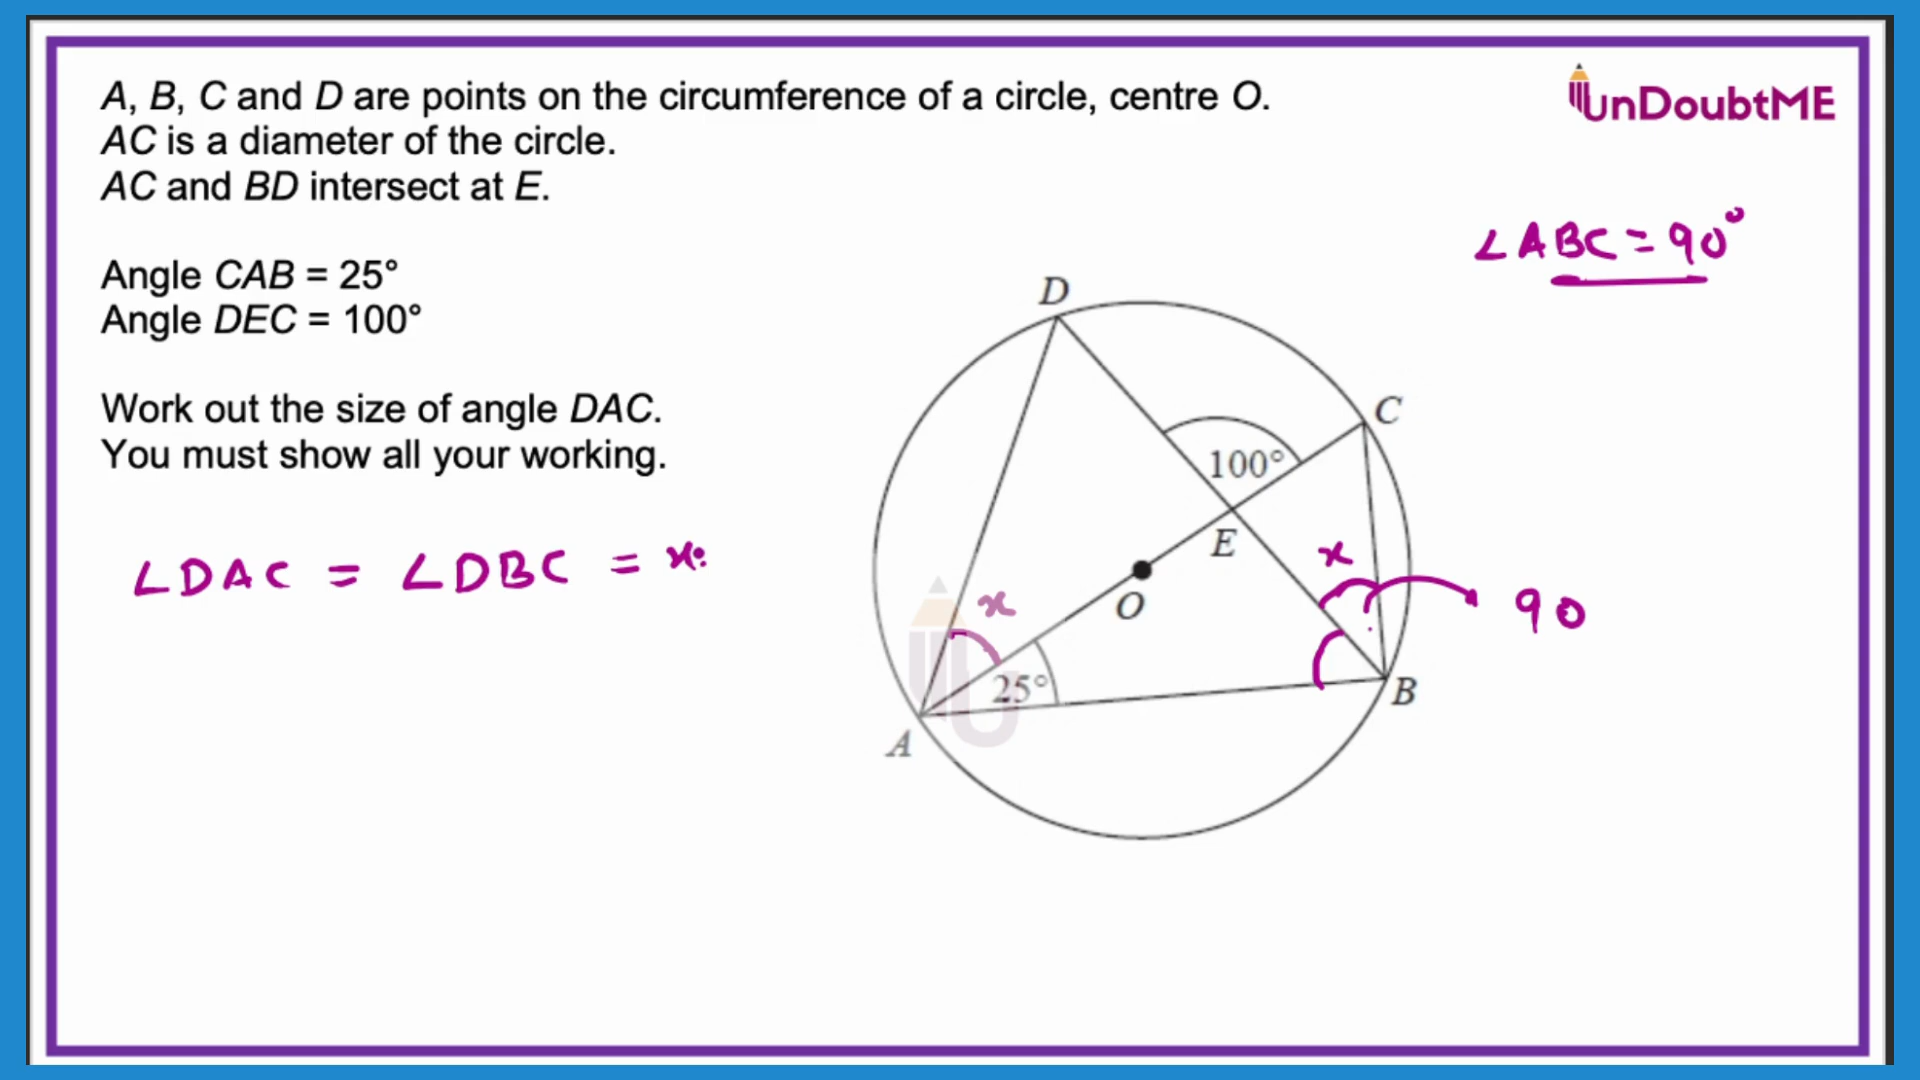 A, B, C and D are points on the circumference of a circle, centre O.
AC is a diameter of the circle.
AC and BD intersect at E.
UnDoubtME
∠ABC = 90°
Angle CAB = 25°
Angle DEC = 100°
Work out the size of angle DAC.
You must show all your working.
∠DAC = ∠DBC = x:
D
C
100°
E
x
O
x
90
25°
B
A